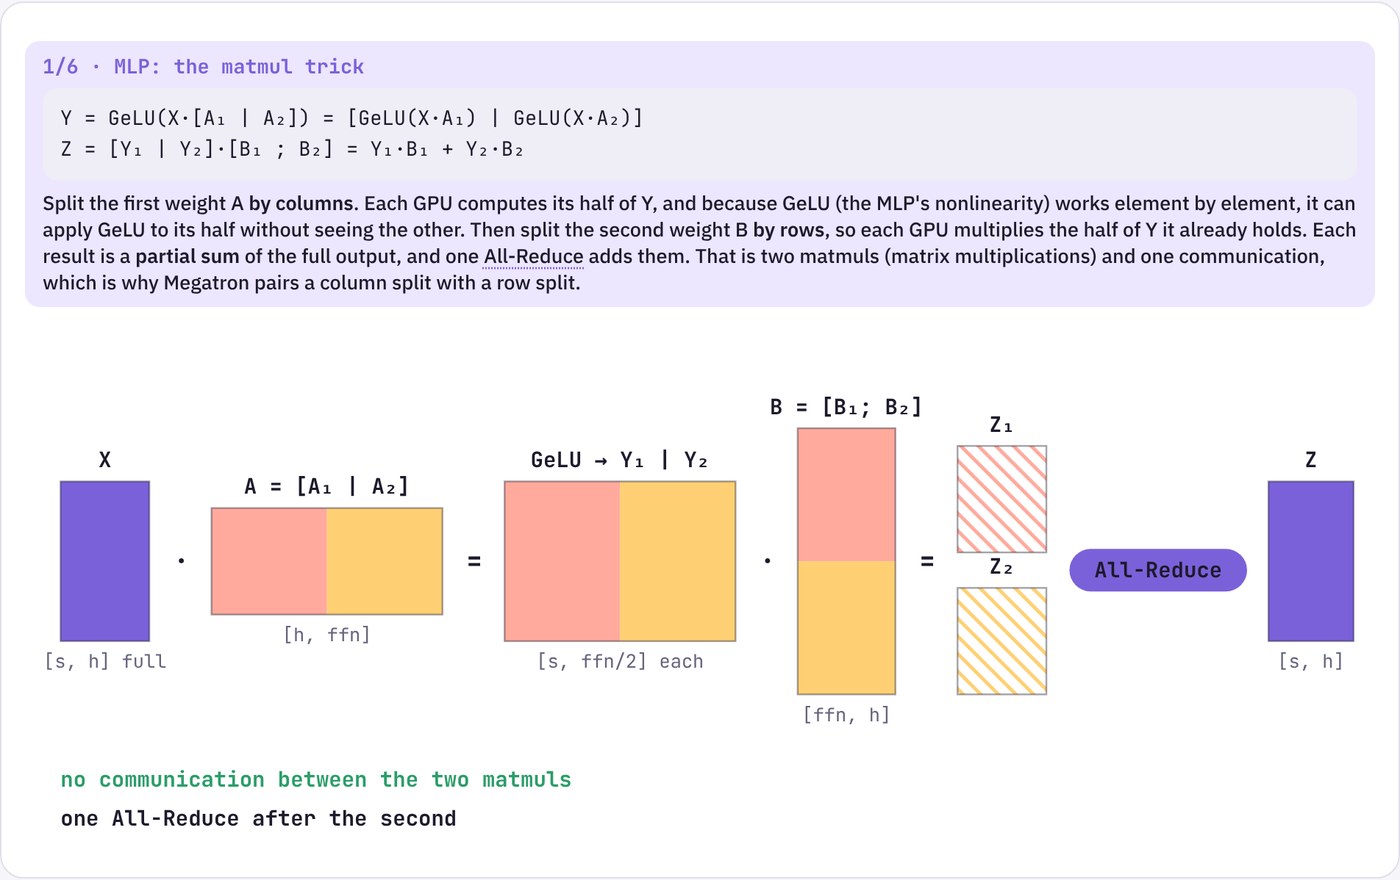 1/6 · MLP: the matmul trick
Y = GeLU(X·[A₁ | A₂]) = [GeLU(X·A₁) | GeLU(X·A₂)]
Z = [Y₁ | Y₂]·[B₁ ; B₂] = Y₁·B₁ + Y₂·B₂
Split the first weight A by columns. Each GPU computes its half of Y, and because GeLU (the MLP's nonlinearity) works element by element, it can
apply GeLU to its half without seeing the other. Then split the second weight B by rows, so each GPU multiplies the half of Y it already holds. Each
result is a partial sum of the full output, and one All-Reduce adds them. That is two matmuls (matrix multiplications) and one communication,
which is why Megatron pairs a column split with a row split.
X
[s, h] full
·
A = [A₁ | A₂]
[h, ffn]
=
GeLU → Y₁ | Y₂
[s, ffn/2] each
·
B = [B₁; B₂]
[ffn, h]
=
Z₁
Z₂
All-Reduce
Z
[s, h]
no communication between the two matmuls
one All-Reduce after the second